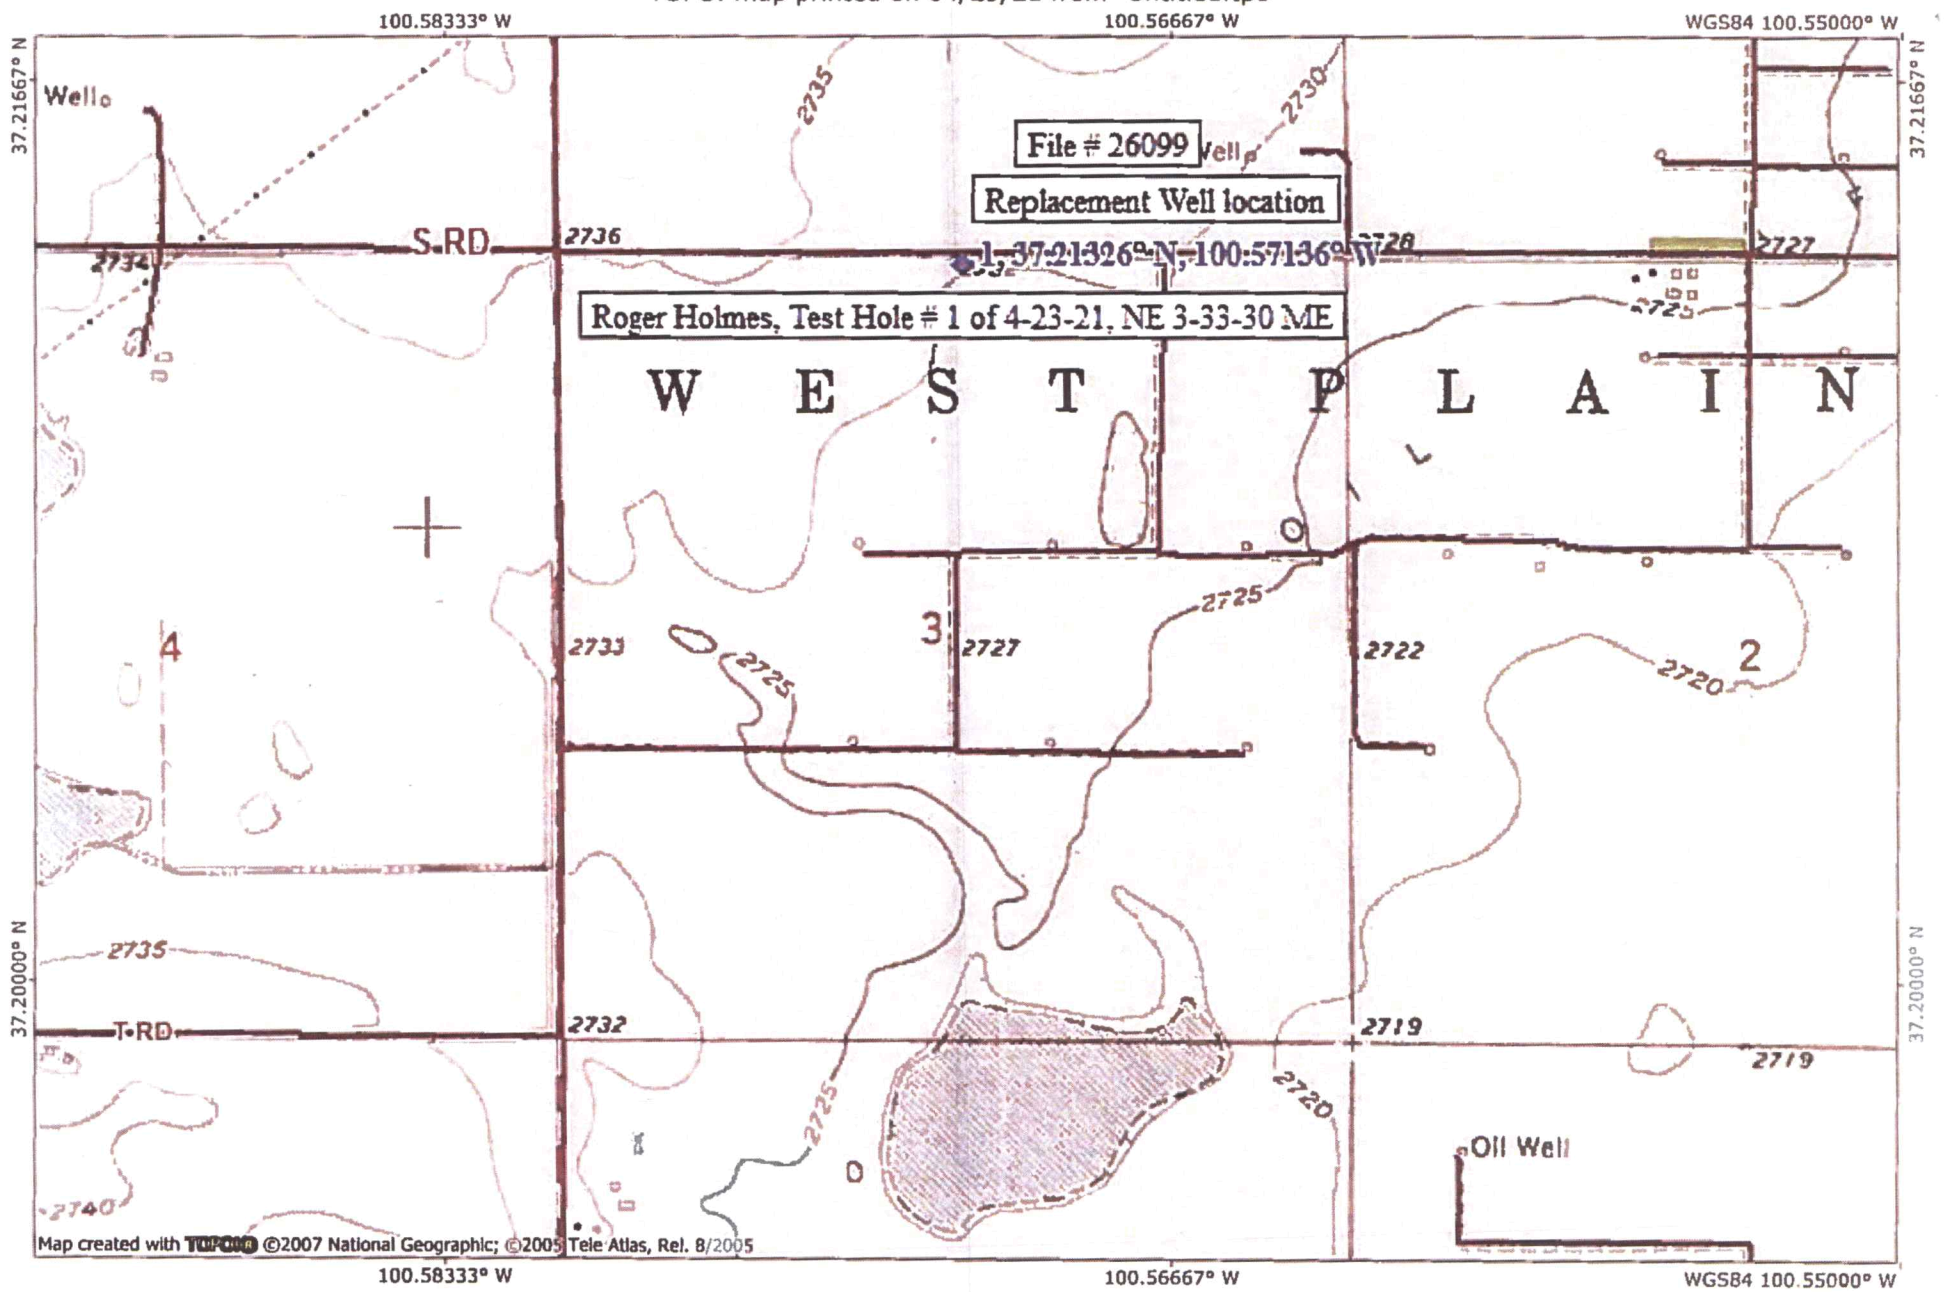 100.58333° W 100.56667° W WGS84 100.55000° W
37.21667° N
37.21667° N
Well
2735
2730
File # 26099
Replacement Well location
S RD
2736
2728
2727
2734
1, 37.21326° N, 100.57136° W
Roger Holmes, Test Hole # 1 of 4-23-21, NE 3-33-30 ME
2725
WEST PLAIN
2725
3
4
2733
2727
2722
2
2725
2720
37.20000° N
37.20000° N
2735
T RD
2732
2719
2719
2725
2720
Oil Well
2740
Map created with TOPO!® ©2007 National Geographic; ©2005 Tele Atlas, Rel. 8/2005
100.58333° W 100.56667° W WGS84 100.55000° W